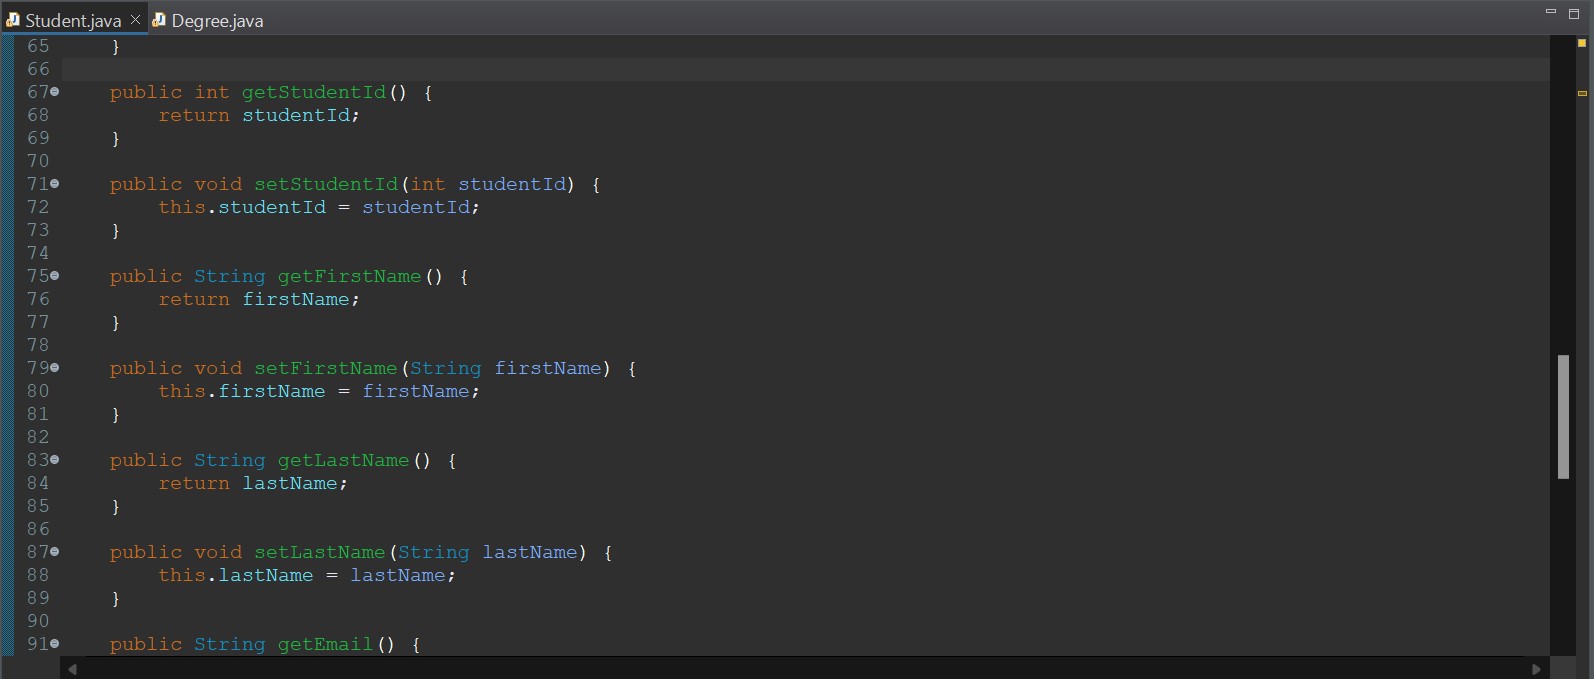 Student.java Degree.java
65 }
66
67 public int getStudentId() {
68 return studentId;
69 }
70
71 public void setStudentId(int studentId) {
72 this.studentId = studentId;
73 }
74
75 public String getFirstName() {
76 return firstName;
77 }
78
79 public void setFirstName(String firstName) {
80 this.firstName = firstName;
81 }
82
83 public String getLastName() {
84 return lastName;
85 }
86
87 public void setLastName(String lastName) {
88 this.lastName = lastName;
89 }
90
91 public String getEmail() {